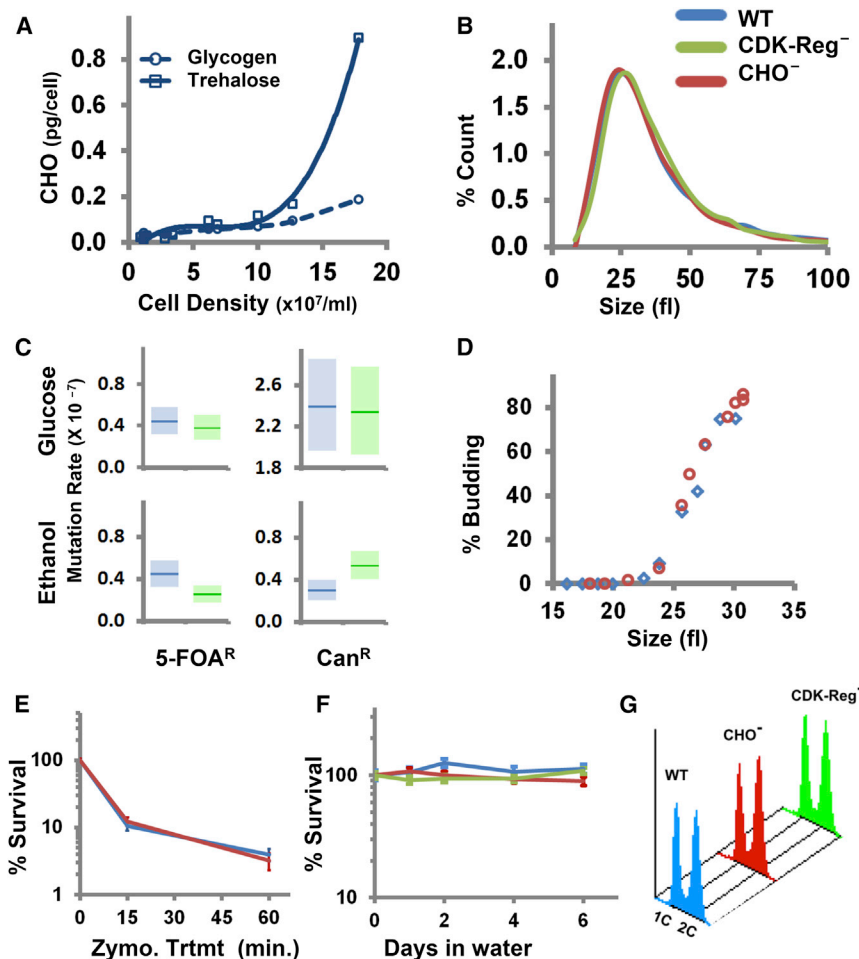 A
CHO (pg/cell)
0.8
0.6
0.4
0.2
0.0
Glycogen
Trehalose
0 5 10 15 20
Cell Density (x10⁷/ml)
B
WT
CDK-Reg⁻
CHO⁻
% Count
2.0
1.5
1.0
0.5
0.0
0 25 50 75 100
Size (fl)
C
Glucose
Ethanol
Mutation Rate (X 10 ⁻⁷)
0.8
0.4
0.0
2.6
2.2
1.8
0.8
0.4
0.0
0.8
0.4
0.0
5-FOAᴿ
Canᴿ
D
% Budding
80
60
40
20
0
15 20 25 30 35
Size (fl)
E
% Survival
100
10
1
0 15 30 45 60
Zymo. Trtmt (min.)
F
% Survival
100
10
0 2 4 6
Days in water
G
CDK-Reg⁻
CHO⁻
WT
1C 2C